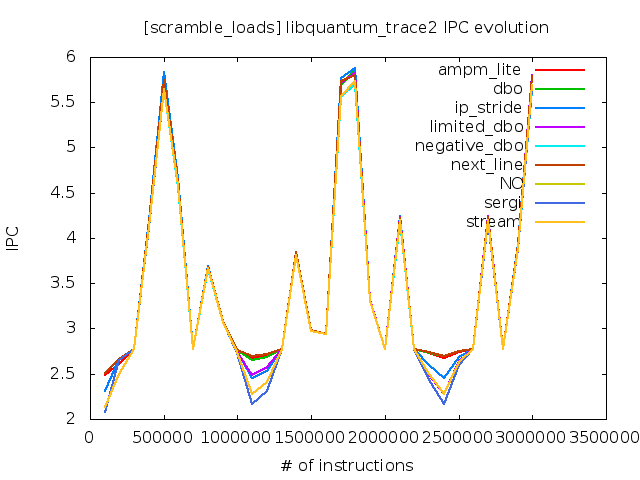 [scramble_loads] libquantum_trace2 IPC evolution
6
5.5
5
4.5
4
3.5
3
2.5
2
IPC
ampm_lite
dbo
ip_stride
limited_dbo
negative_dbo
next_line
NO
sergi
stream
0 500000 1000000 1500000 2000000 2500000 3000000 3500000
# of instructions